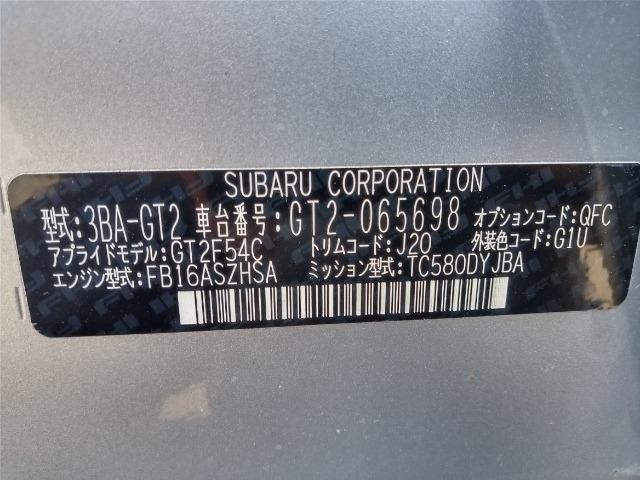 SUBARU CORPORATION
型式:3BA-GT2 車台番号:GT2-065698 オプションコード:QFC
アプライドモデル:GT2F54C トリムコード:J20 外装色コード:G1U
エンジン型式:FB16ASZHSA ミッション型式:TC580DYJBA